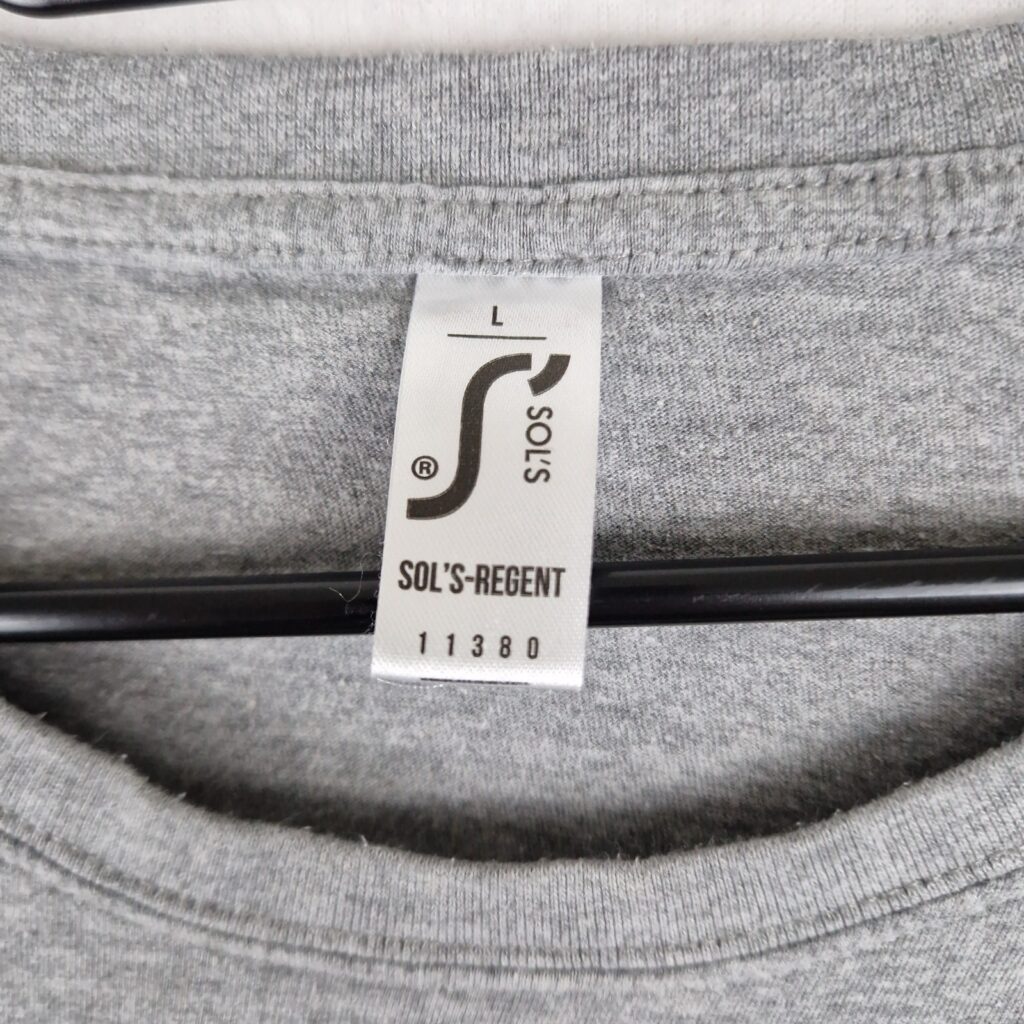 L
S'
SOL'S
®
SOL'S-REGENT
11380